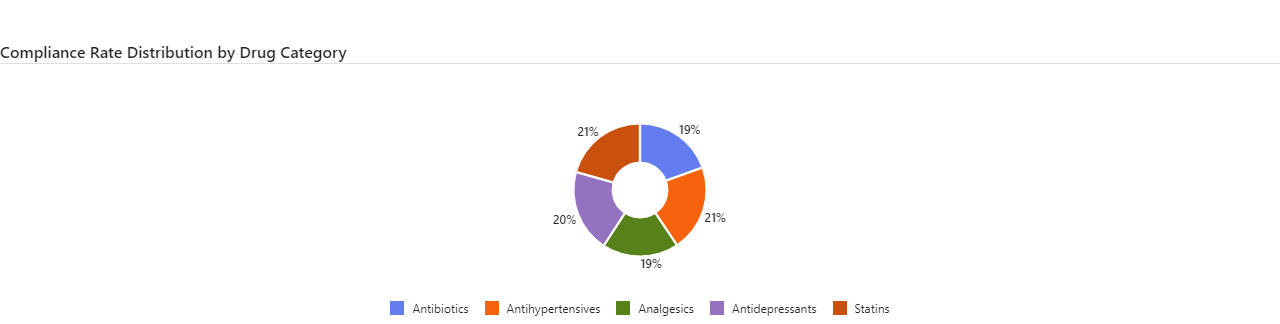 Compliance Rate Distribution by Drug Category
21% 19%
20% 21%
19%
Antibiotics Antihypertensives Analgesics Antidepressants Statins